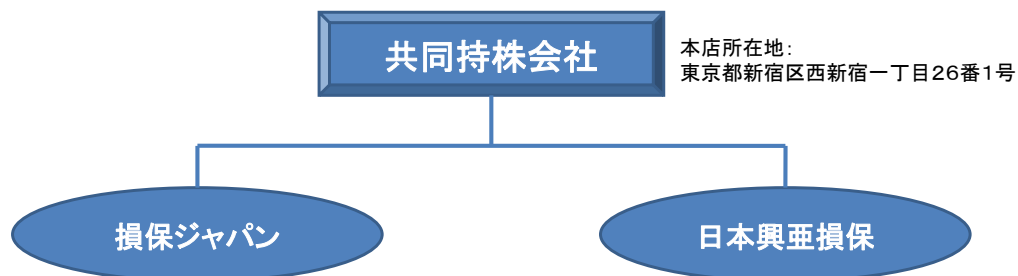 共同持株会社
本店所在地：
東京都新宿区西新宿一丁目26番1号
損保ジャパン
日本興亜損保